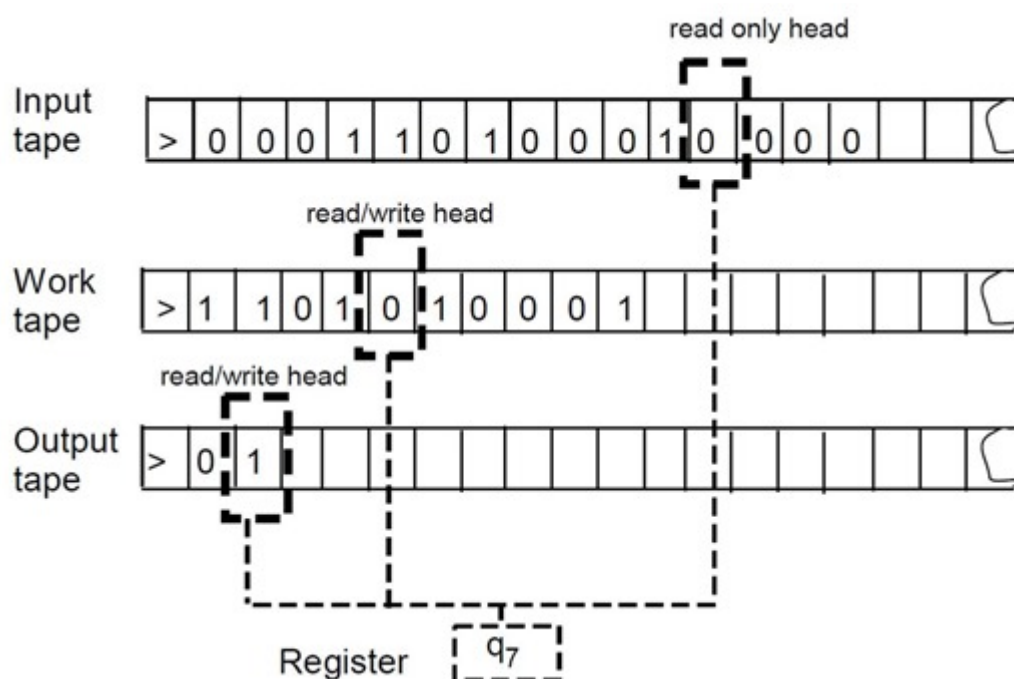 read only head
Input tape
> 0 0 0 1 1 0 1 0 0 0 1 0 0 0 0
read/write head
Work tape
> 1 1 0 1 0 1 0 0 0 1
read/write head
Output tape
> 0 1
Register q₇